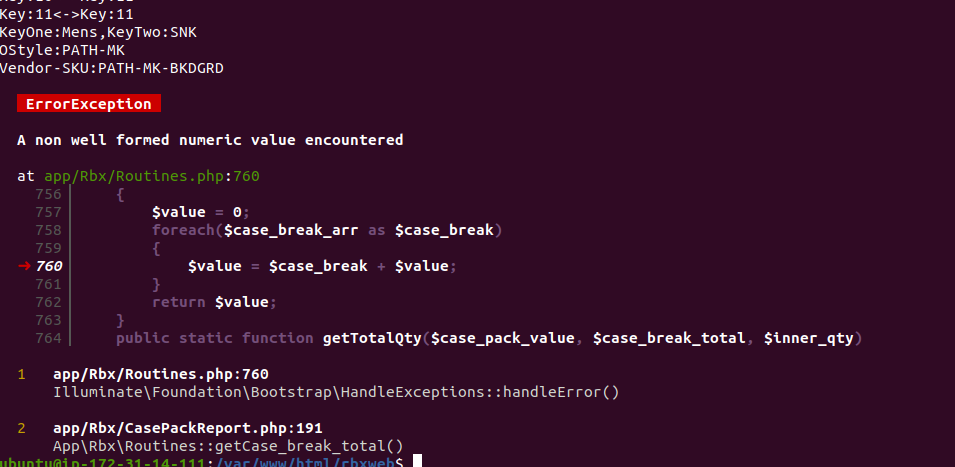 Key:11<->Key:11
KeyOne:Mens,KeyTwo:SNK
OStyle:PATH-MK
Vendor-SKU:PATH-MK-BKDGRD
ErrorException
A non well formed numeric value encountered
at app/Rbx/Routines.php:760
756 {
757 $value = 0;
758 foreach($case_break_arr as $case_break)
759 {
➜ 760 $value = $case_break + $value;
761 }
762 return $value;
763 }
764 public static function getTotalQty($case_pack_value, $case_break_total, $inner_qty)
1 app/Rbx/Routines.php:760
Illuminate\Foundation\Bootstrap\HandleExceptions::handleError()
2 app/Rbx/CasePackReport.php:191
App\Rbx\Routines::getCase_break_total()
ubuntu@ip-172-31-14-111:/var/www/html/rbxweb$